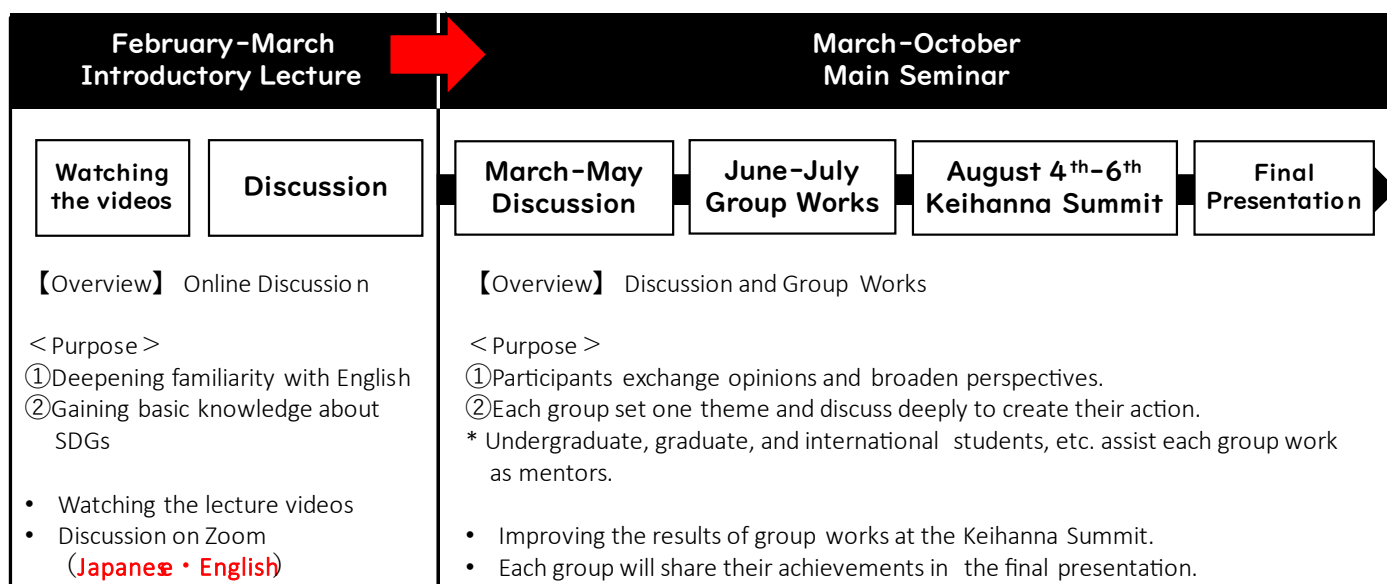 February-March
Introductory Lecture
March-October
Main Seminar
Watching
the videos
Discussion
March-May
Discussion
June-July
Group Works
August 4th-6th
Keihanna Summit
Final
Presentation
【Overview】 Online Discussion
＜Purpose＞
①Deepening familiarity with English
②Gaining basic knowledge about
SDGs
• Watching the lecture videos
• Discussion on Zoom
（Japanese・English）
【Overview】 Discussion and Group Works
＜Purpose＞
①Participants exchange opinions and broaden perspectives.
②Each group set one theme and discuss deeply to create their action.
* Undergraduate, graduate, and international students, etc. assist each group work
as mentors.
• Improving the results of group works at the Keihanna Summit.
• Each group will share their achievements in the final presentation.